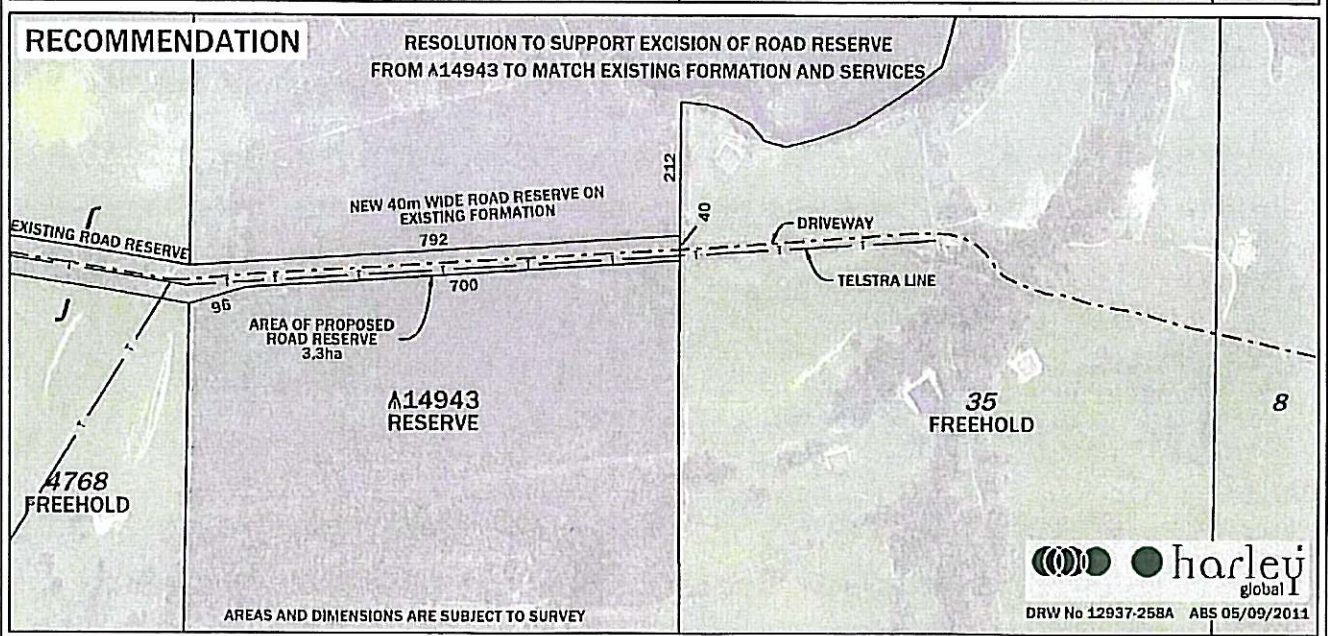 RECOMMENDATION
RESOLUTION TO SUPPORT EXCISION OF ROAD RESERVE
FROM A14943 TO MATCH EXISTING FORMATION AND SERVICES
212
NEW 40m WIDE ROAD RESERVE ON
EXISTING FORMATION
792
40
DRIVEWAY
EXISTING ROAD RESERVE
TELSTRA LINE
700
96
AREA OF PROPOSED
ROAD RESERVE
3.3ha
A14943
RESERVE
35
FREEHOLD
8
4768
FREEHOLD
AREAS AND DIMENSIONS ARE SUBJECT TO SURVEY
harley
global
DRW No 12937-258A ABS 05/09/2011